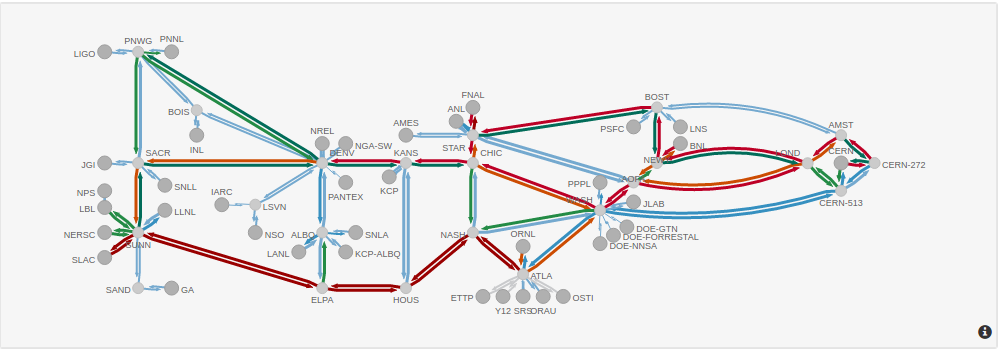 PNWG
PNNL
LIGO
BOIS
INL
SACR
JGI
NPS
SNLL
LBL
LLNL
NERSC
SUNN
SLAC
SAND
GA
NREL
NGA-SW
DENV
PANTEX
IARC
LSVN
NSO
ALBQ
SNLA
LANL
KCP-ALBQ
ELPA
AMES
KANS
KCP
HOUS
FNAL
ANL
STAR
CHIC
NASH
ORNL
ATLA
ETTP
Y12
SRS
ORAU
OSTI
BOST
PSFC
LNS
BNL
PPPL
AOFA
WASH
JLAB
DOE-GTN
DOE-FORRESTAL
DOE-NNSA
LOND
AMST
CERN
CERN-272
CERN-513